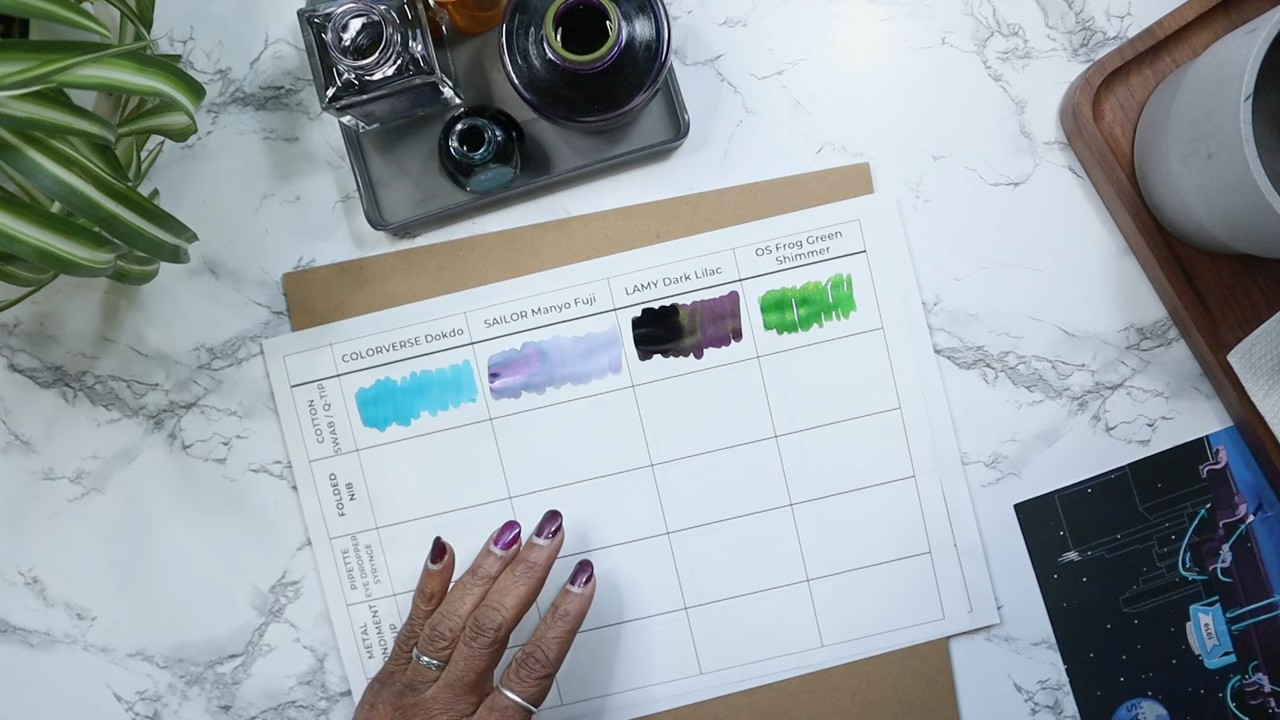 COLORVERSE Dokdo
SAILOR Manyo Fuji
LAMY Dark Lilac
OS Frog Green
Shimmer
COTTON
SWAB / Q-TIP
FOLDED
NIB
PIPETTE
EYE DROPPER
SYRYNGE
METAL